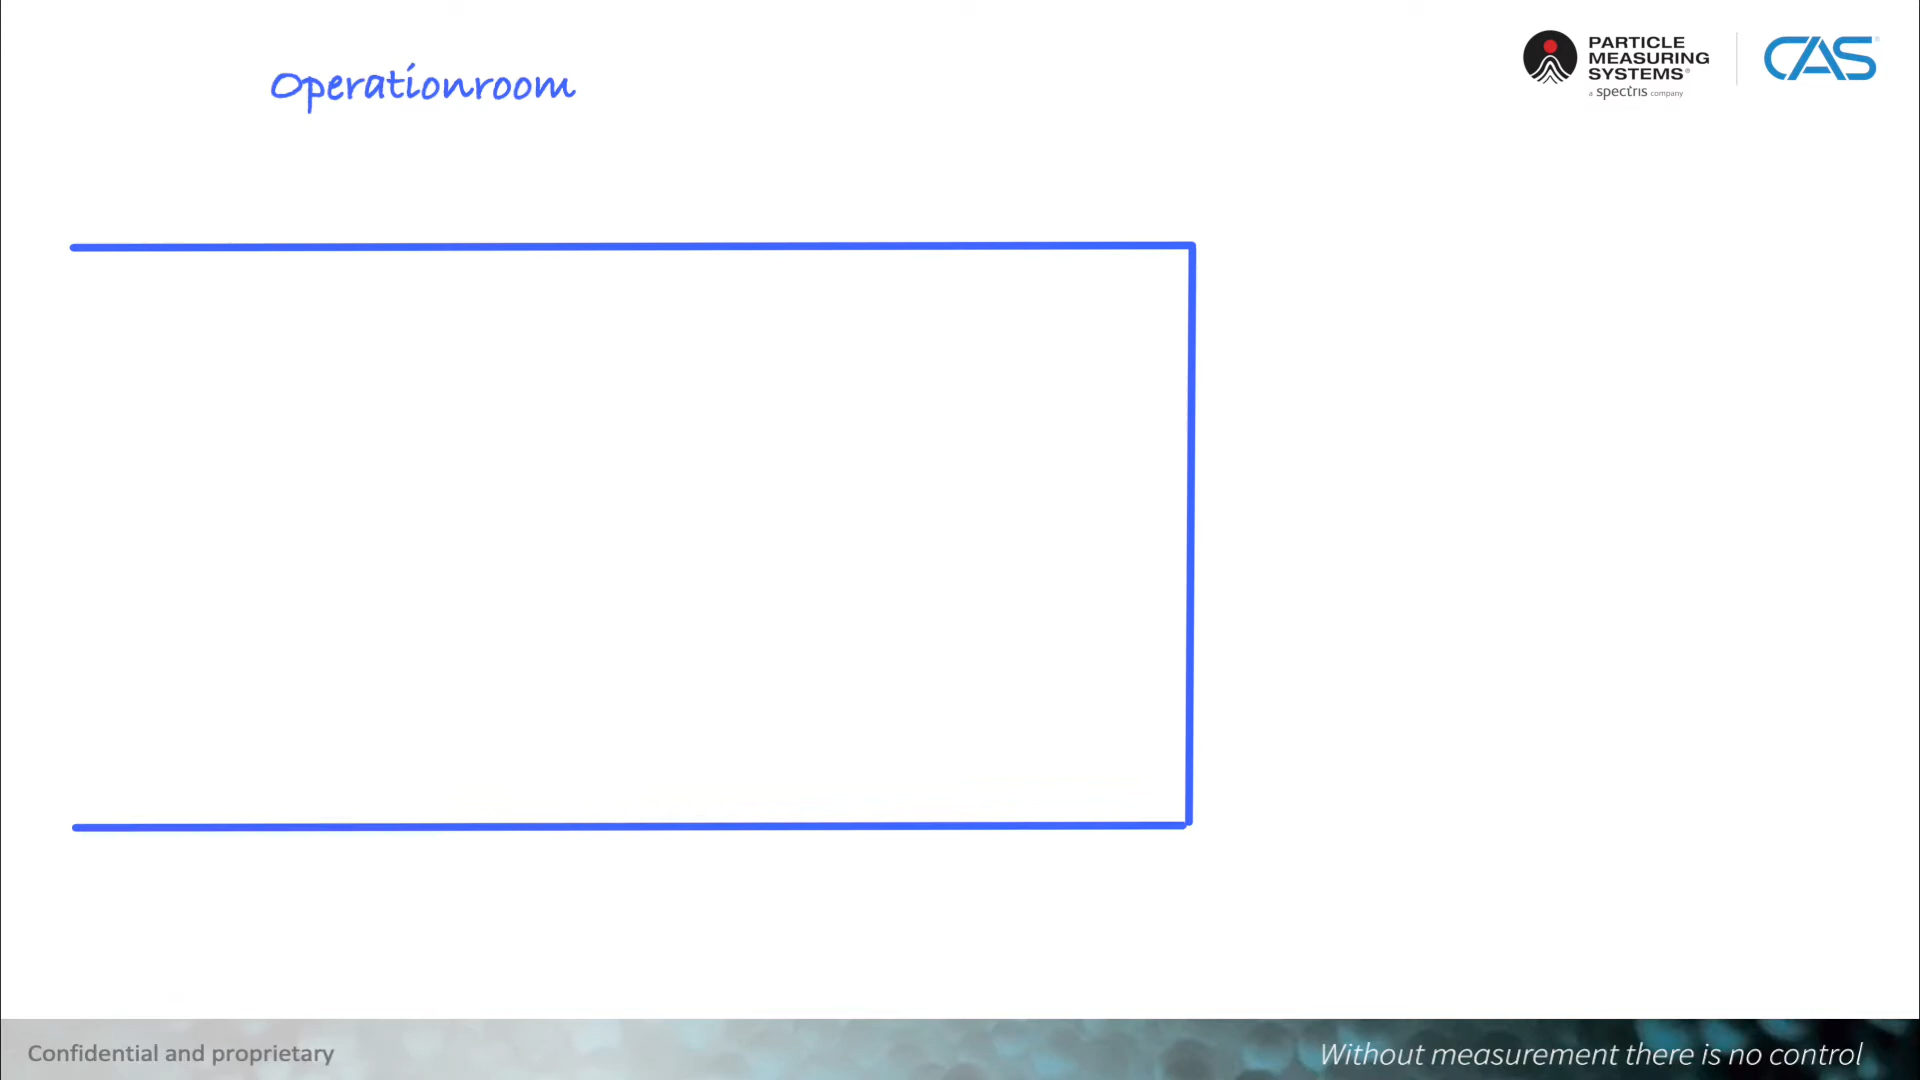 Operationroom
PARTICLE
MEASURING
SYSTEMS®
a spectris company
CAS®
Confidential and proprietary
Without measurement there is no control